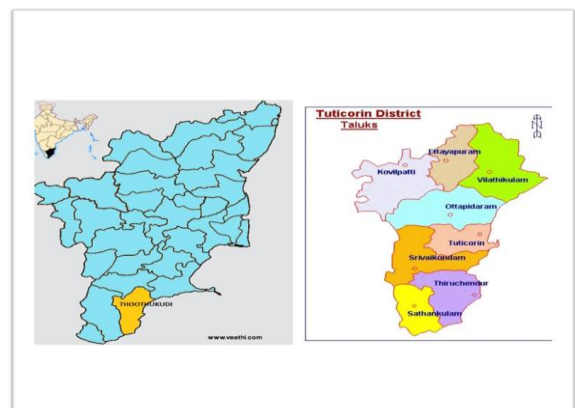 THOOTHUKUDI
www.veethi.com
Tuticorin District
Taluks
Ettayapuram
Kovilpatti
Vilathikulam
Ottapidaram
Tuticorin
Srivaikundam
Thiruchendur
Sathankulam
N